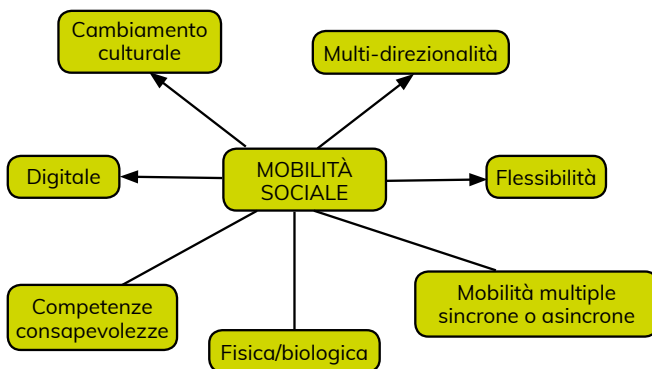 Cambiamento
culturale
Multi-direzionalità
Digitale
MOBILITÀ
SOCIALE
Flessibilità
Competenze
consapevolezze
Fisica/biologica
Mobilità multiple
sincrone o asincrone